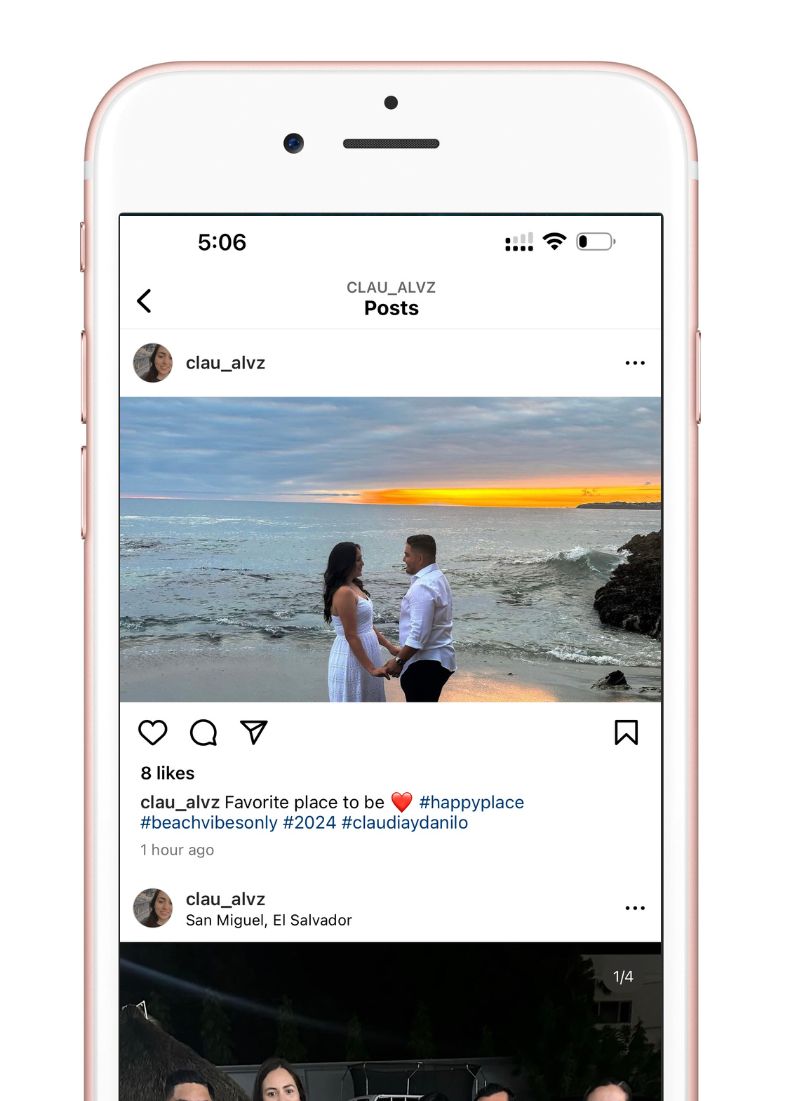 5:06
CLAU_ALVZ
Posts
clau_alvz
8 likes
clau_alvz Favorite place to be ❤️ #happyplace
#beachvibesonly #2024 #claudiaydanilo
1 hour ago
clau_alvz
San Miguel, El Salvador
1/4